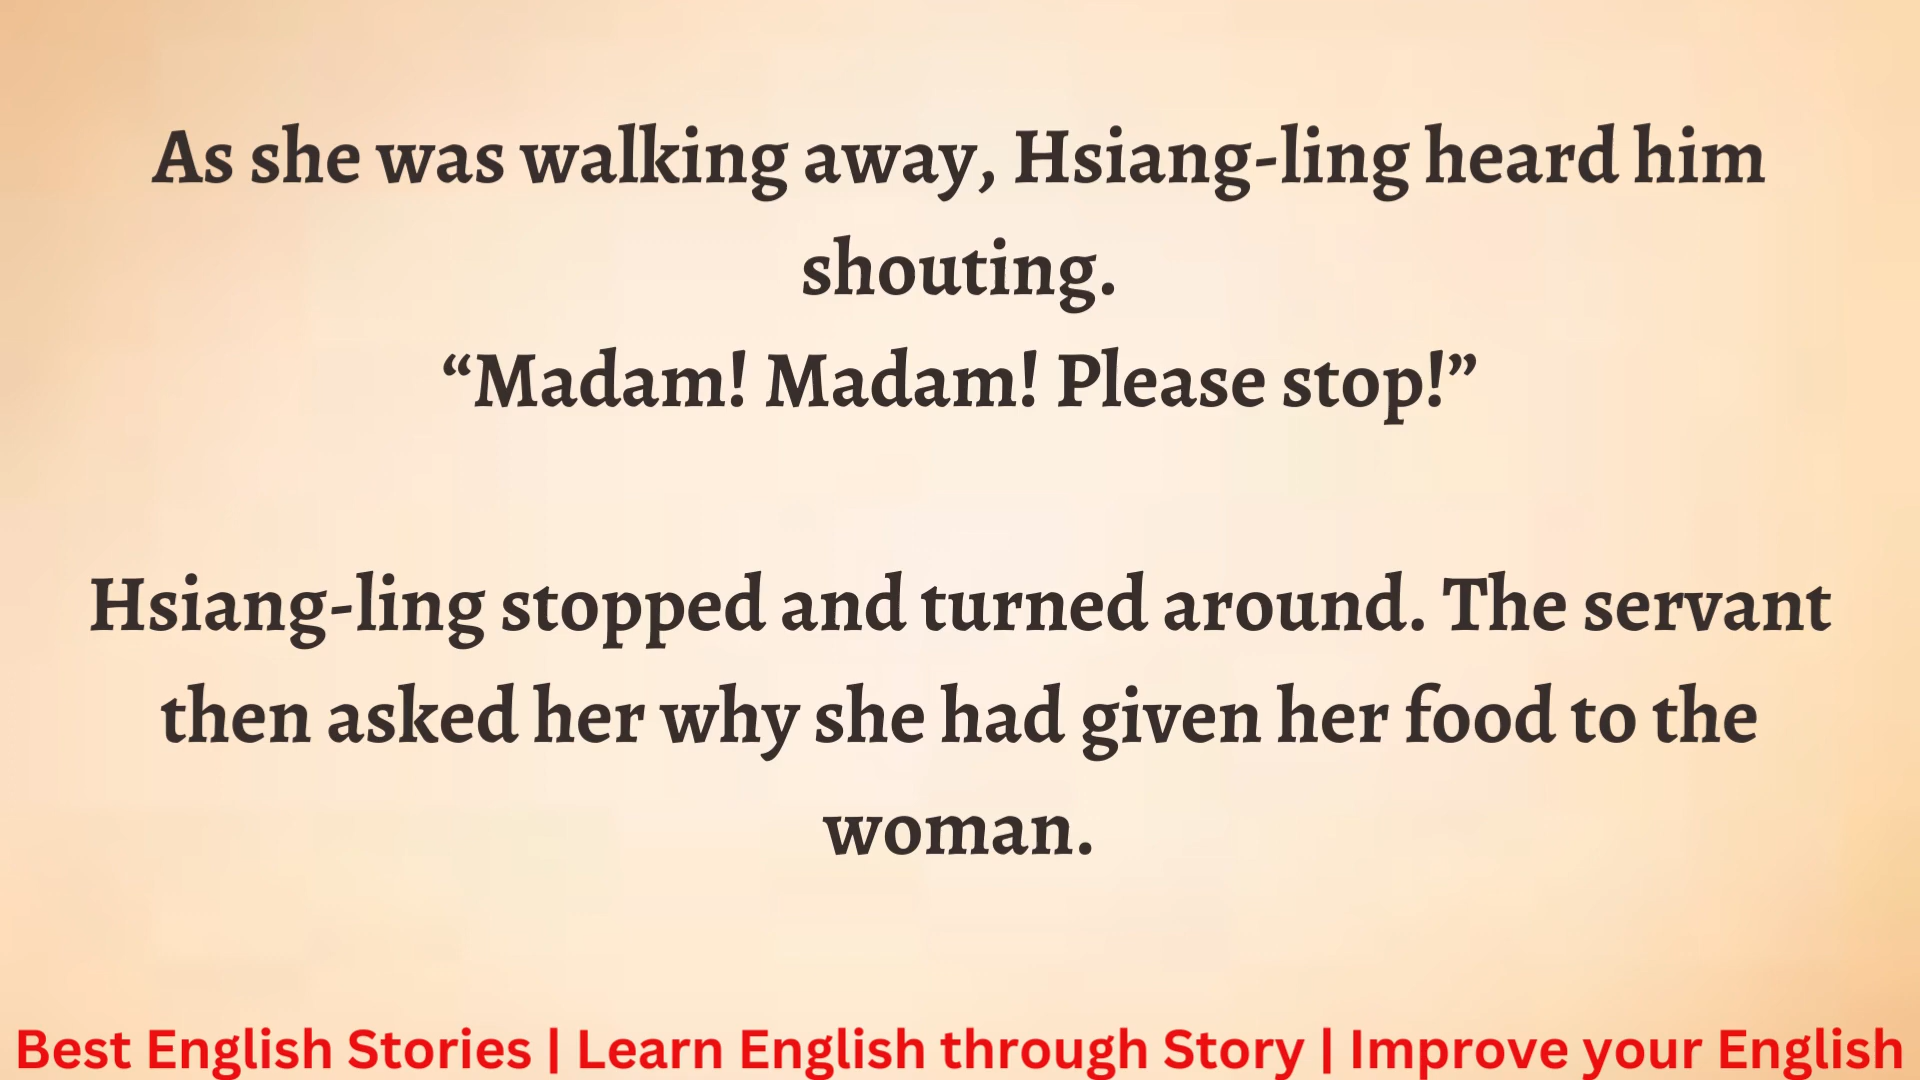 As she was walking away, Hsiang-ling heard him
shouting.
“Madam! Madam! Please stop!”
Hsiang-ling stopped and turned around. The servant
then asked her why she had given her food to the
woman.
Best English Stories | Learn English through Story | Improve your English